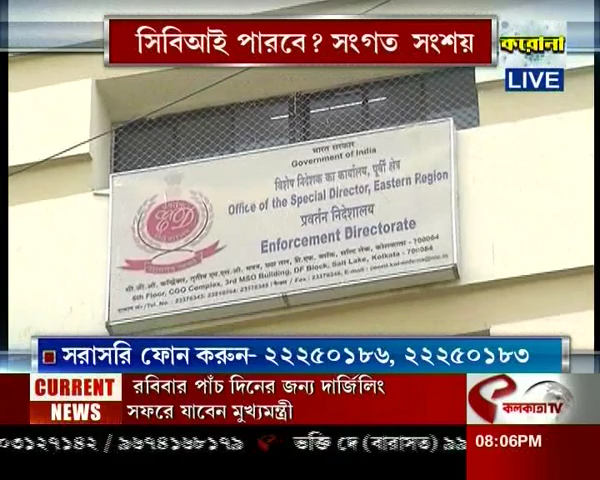 সিবিআই পারবে? সংগত সংশয়
করোনা
LIVE
भारत सरकार
Government of India
विशेष निदेशक का कार्यालय, पूर्वी क्षेत्र
Office of the Special Director, Eastern Region
प्रवर्तन निदेशालय
Enforcement Directorate
ED
6th Floor, CGO Complex, 3rd MSO Building, DF Block, Salt Lake, Kolkata - 700064
সরাসরি ফোন করুন- ২২২৫০১৮৬, ২২২৫০১৮৩
CURRENT NEWS
রবিবার পাঁচ দিনের জন্য দার্জিলিং
সফরে যাবেন মুখ্যমন্ত্রী
কলকাতা TV
০৩১২৭১৪২ / ৯৬৭৪১৬৮১৭৯ ভক্তি দে (বারাসত) ৯৯
08:06PM